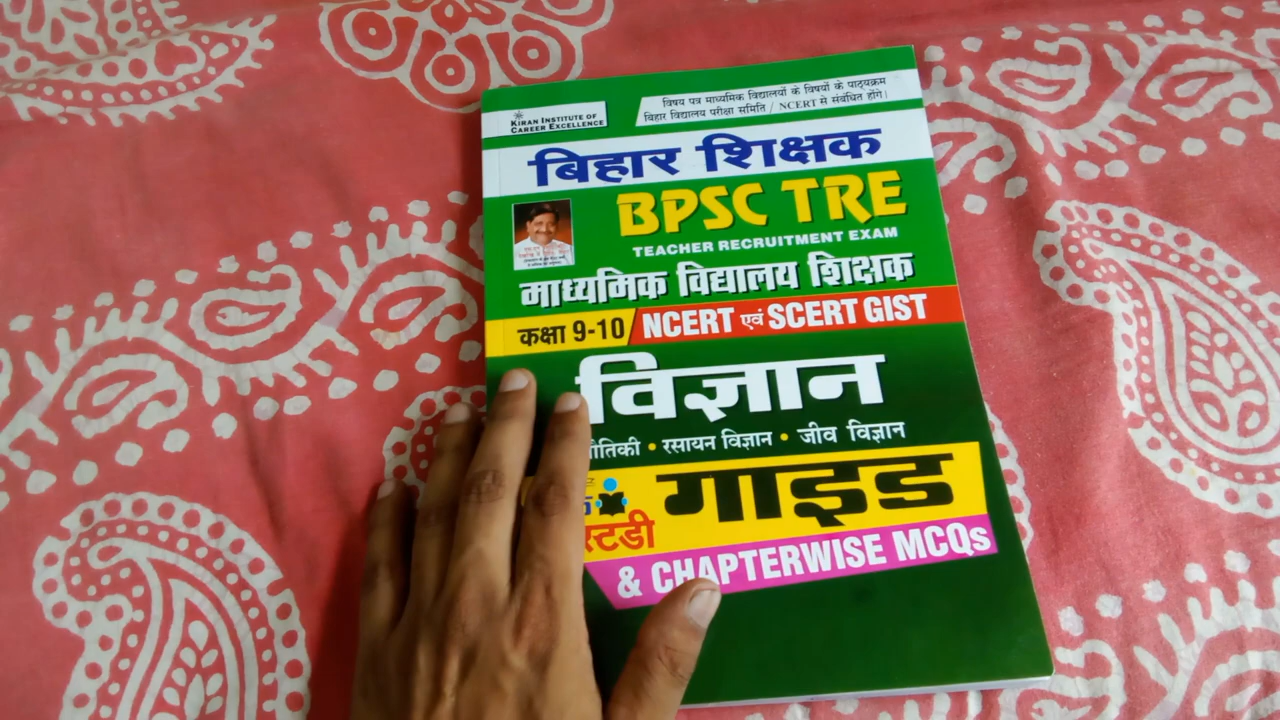 विषय पत्र माध्यमिक विद्यालयों के विषयों के पाठ्यक्रम
बिहार विद्यालय परीक्षा समिति / NCERT से संबंधित होंगे।
KIRAN INSTITUTE OF
CAREER EXCELLENCE
बिहार शिक्षक
BPSC TRE
TEACHER RECRUITMENT EXAM
माध्यमिक विद्यालय शिक्षक
कक्षा 9-10 NCERT एवं SCERT GIST
विज्ञान
रसायन विज्ञान • जीव विज्ञान
गाइड
स्टडी
& CHAPTERWISE MCQs